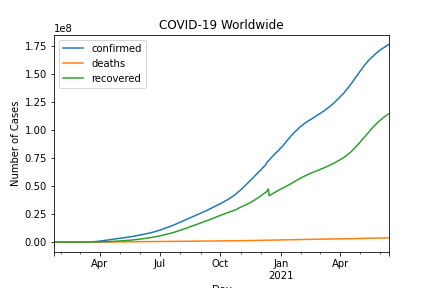 COVID-19 Worldwide
1e8
confirmed
deaths
recovered
Number of Cases
1.75
1.50
1.25
1.00
0.75
0.50
0.25
0.00
Apr Jul Oct Jan Apr
2021